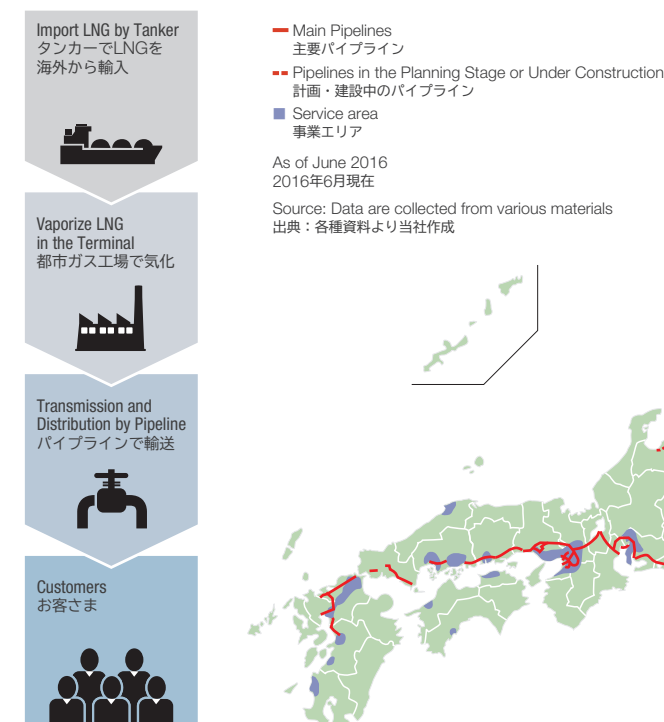 Import LNG by Tanker
タンカーでLNGを
海外から輸入
Vaporize LNG
in the Terminal
都市ガス工場で気化
Transmission and
Distribution by Pipeline
パイプラインで輸送
Customers
お客さま
Main Pipelines
主要パイプライン
Pipelines in the Planning Stage or Under Construction
計画・建設中のパイプライン
Service area
事業エリア
As of June 2016
2016年6月現在
Source: Data are collected from various materials
出典：各種資料より当社作成